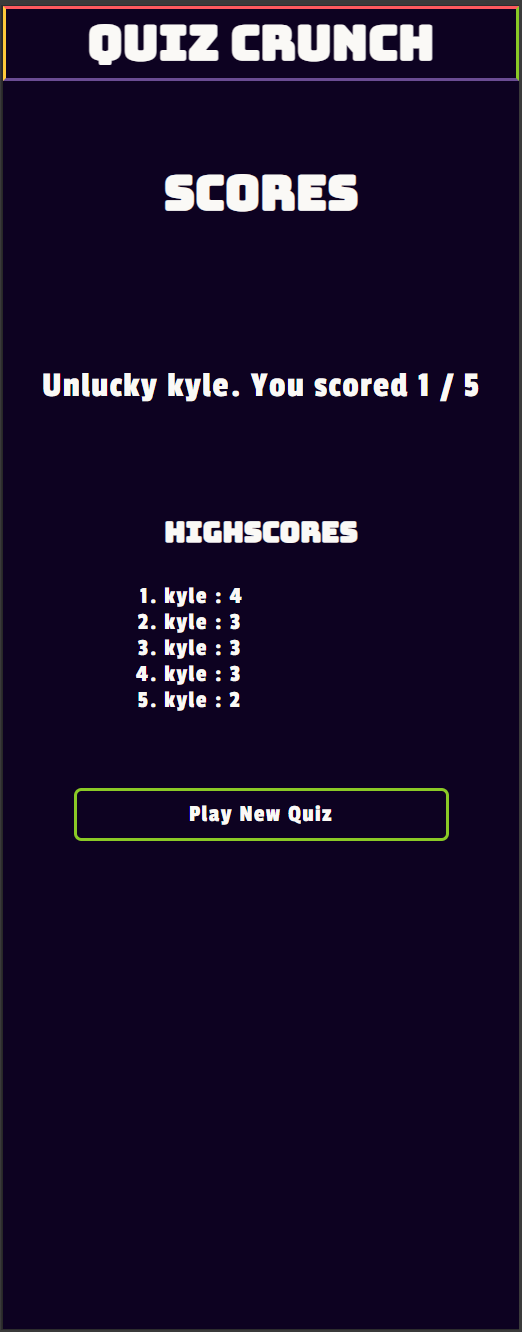 QUIZ CRUNCH
SCORES
Unlucky kyle. You scored 1 / 5
HIGHSCORES
1. kyle : 4
2. kyle : 3
3. kyle : 3
4. kyle : 3
5. kyle : 2
Play New Quiz